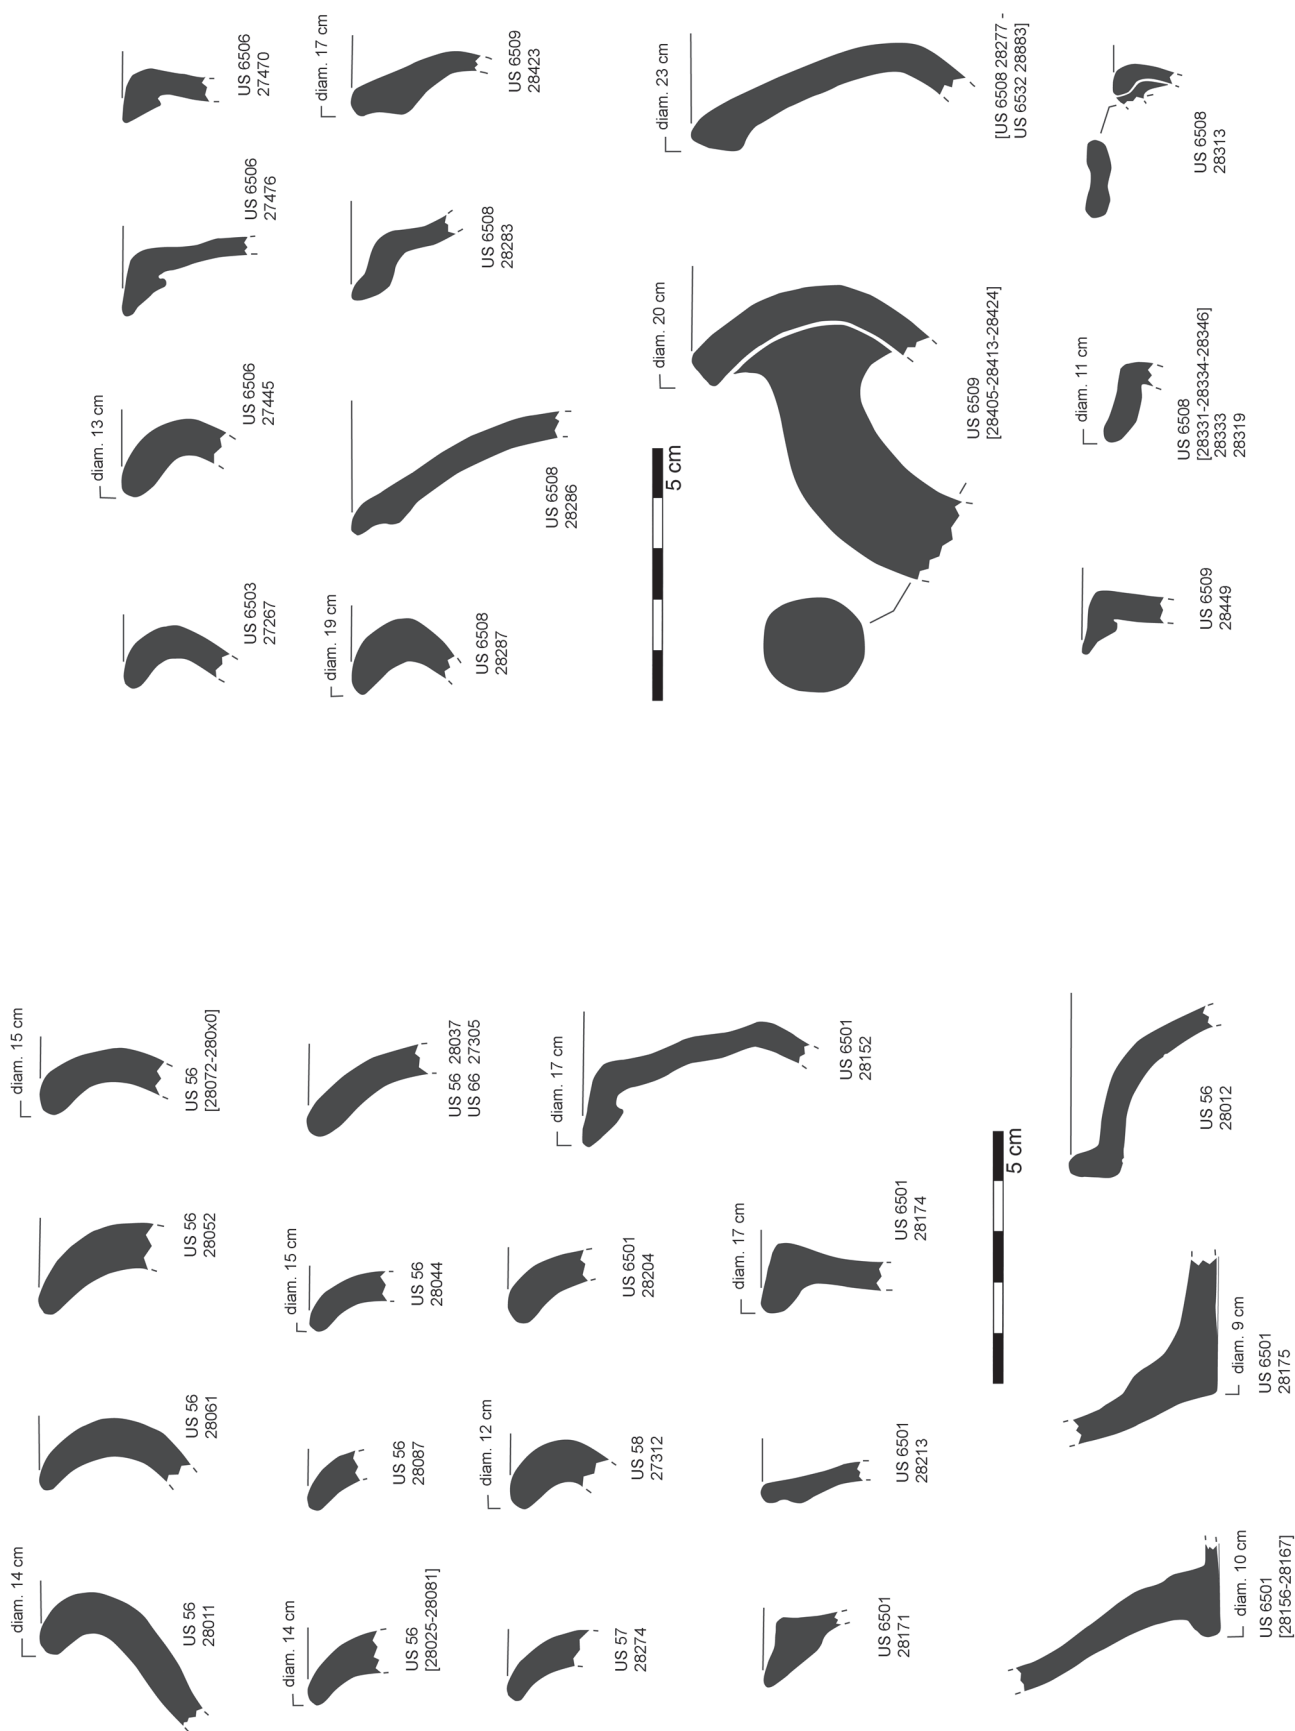 diam. 14 cm
US 56
28011
US 56
28061
US 56
28052
diam. 15 cm
US 56
[28072-280x0]
diam. 14 cm
US 56
[28025-28081]
US 56
28087
diam. 15 cm
US 56
28044
US 56 28037
US 66 27305
US 57
28274
diam. 12 cm
US 58
27312
US 6501
28204
diam. 17 cm
US 6501
28152
US 6501
28171
US 6501
28213
diam. 17 cm
US 6501
28174
5 cm
diam. 10 cm
US 6501
[28156-28167]
diam. 9 cm
US 6501
28175
US 56
28012
US 6503
27267
diam. 13 cm
US 6506
27445
US 6506
27476
US 6506
27470
diam. 19 cm
US 6508
28287
US 6508
28286
US 6508
28283
diam. 17 cm
US 6509
28423
5 cm
diam. 20 cm
US 6509
[28405-28413-28424]
diam. 23 cm
[US 6508 28277 -
US 6532 28883]
US 6509
28449
diam. 11 cm
US 6508
[28331-28334-28346]
28333
28319
US 6508
28313